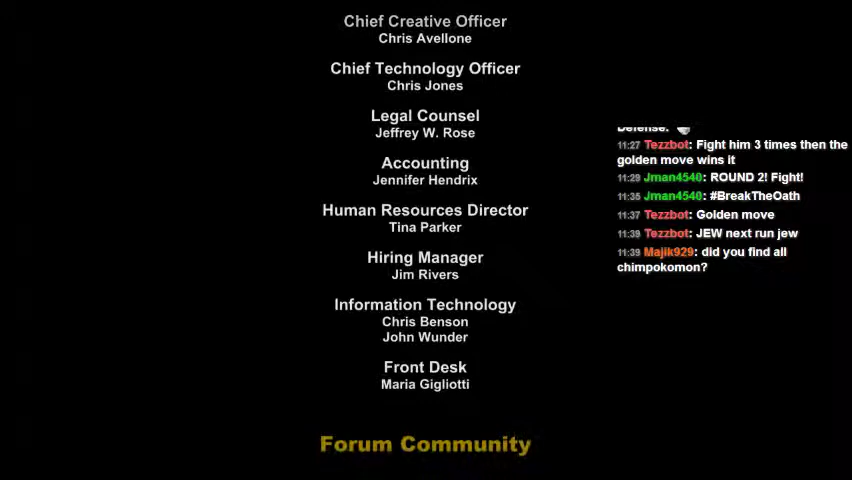 Chief Creative Officer
Chris Avellone
Chief Technology Officer
Chris Jones
Legal Counsel
Jeffrey W. Rose
Accounting
Jennifer Hendrix
Human Resources Director
Tina Parker
Hiring Manager
Jim Rivers
Information Technology
Chris Benson
John Wunder
Front Desk
Maria Gigliotti
Forum Community
Defense.
11:27 Tezzbot: Fight him 3 times then the
golden move wins it
11:29 Jman4540: ROUND 2! Fight!
11:35 Jman4540: #BreakTheOath
11:37 Tezzbot: Golden move
11:39 Tezzbot: JEW next run jew
11:39 Majik929: did you find all
chimpokomon?